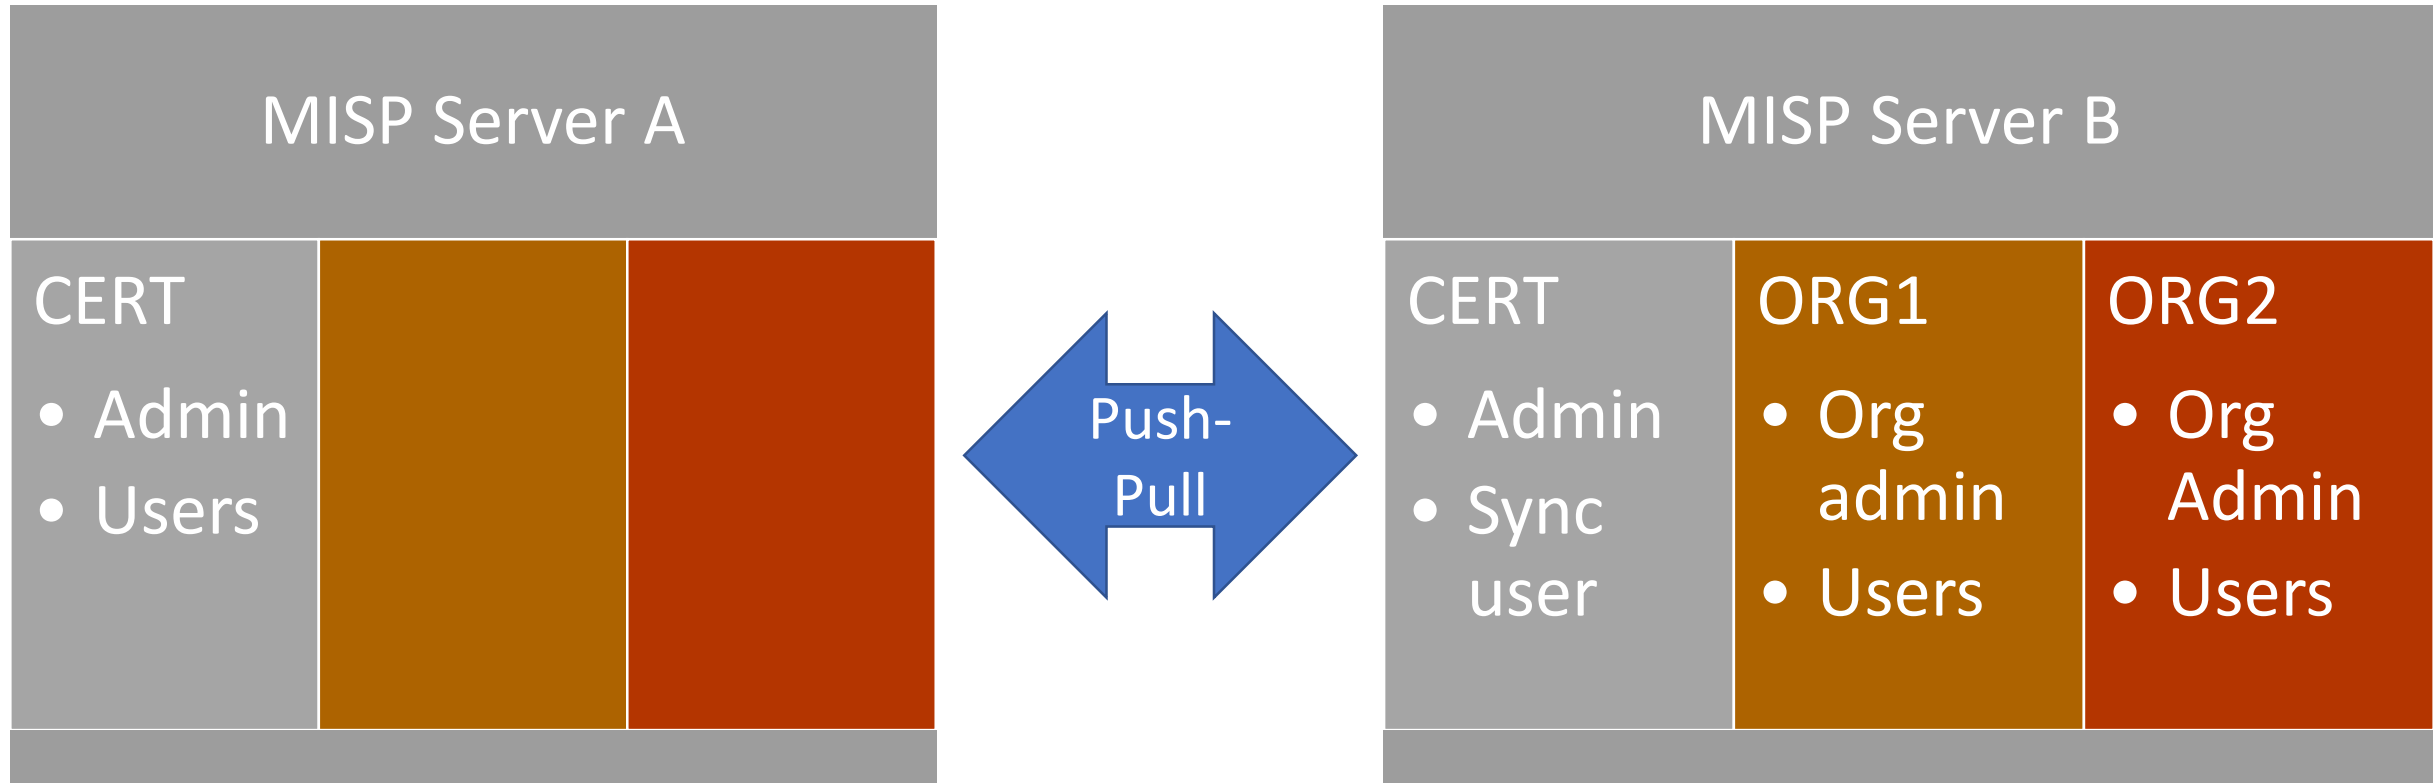 MISP Server A
CERT
• Admin
• Users
Push-
Pull
MISP Server B
CERT
• Admin
• Sync
user
ORG1
• Org
admin
• Users
ORG2
• Org
Admin
• Users